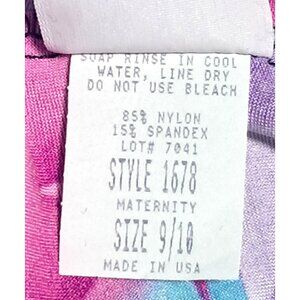 SOAP RINSE IN COOL
WATER, LINE DRY
DO NOT USE BLEACH
85% NYLON
15% SPANDEX
LOT# 7041
STYLE 1678
MATERNITY
SIZE 9/10
MADE IN USA